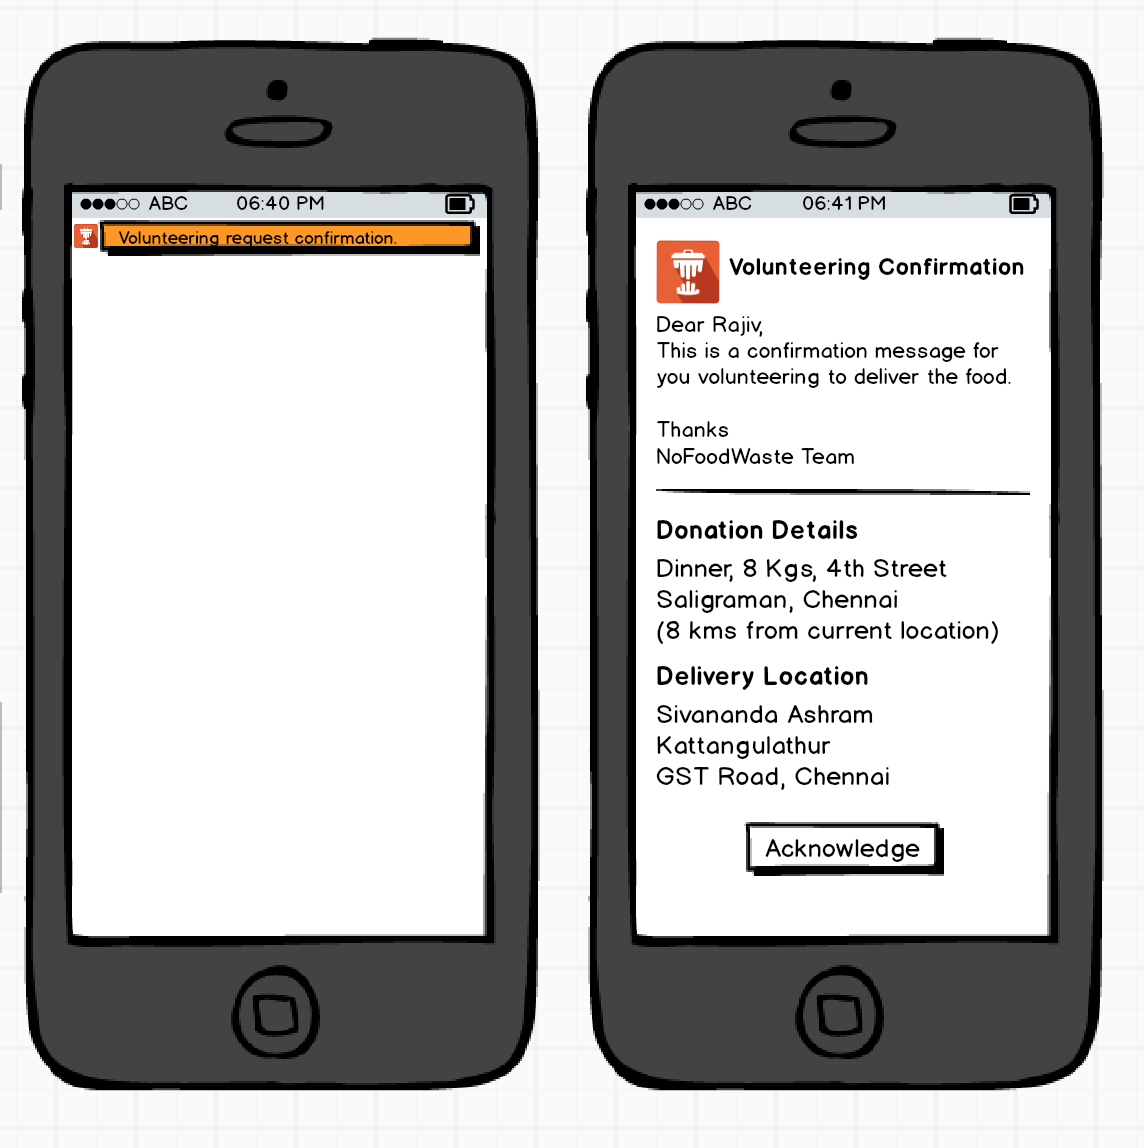 ABC 06:40 PM
Volunteering request confirmation.
ABC 06:41 PM
Volunteering Confirmation
Dear Rajiv,
This is a confirmation message for
you volunteering to deliver the food.
Thanks
NoFoodWaste Team
Donation Details
Dinner, 8 Kgs, 4th Street
Saligraman, Chennai
(8 kms from current location)
Delivery Location
Sivananda Ashram
Kattangulathur
GST Road, Chennai
Acknowledge